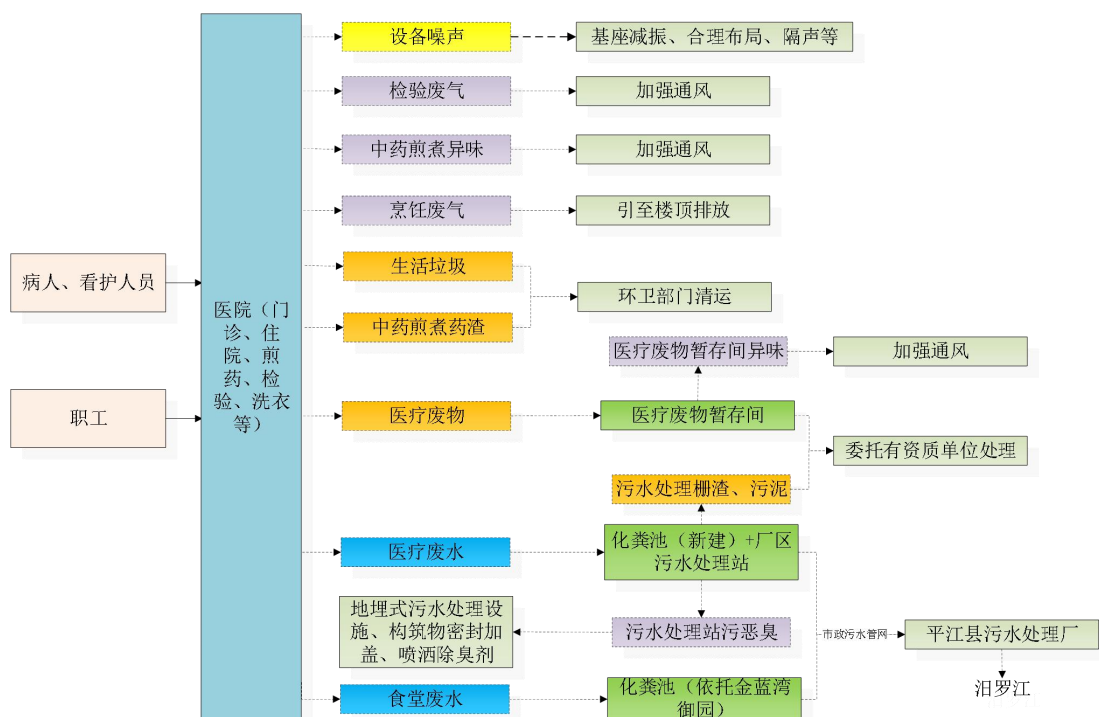 设备噪声
基座减振、合理布局、隔声等
检验废气
加强通风
中药煎煮异味
加强通风
烹饪废气
引至楼顶排放
病人、看护人员
职工
医院（门
诊、住
院、煎
药、检
验、洗衣
等）
生活垃圾
中药煎煮药渣
环卫部门清运
医疗废物暂存间异味
加强通风
医疗废物
医疗废物暂存间
委托有资质单位处理
污水处理栅渣、污泥
医疗废水
化粪池（新建）+厂区
污水处理站
地埋式污水处理设
施、构筑物密封加
盖、喷洒除臭剂
污水处理站污恶臭
市政污水管网
平江县污水处理厂
汨罗江
食堂废水
化粪池（依托金蓝湾
御园）